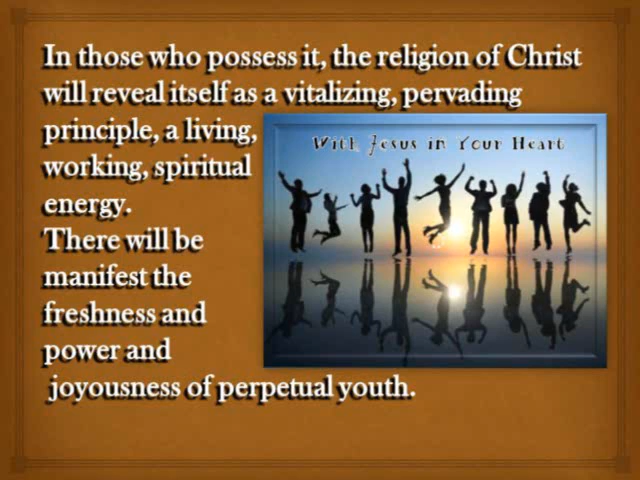 In those who possess it, the religion of Christ
will reveal itself as a vitalizing, pervading
principle, a living,
With Jesus in Your Heart
working, spiritual
energy.
There will be
manifest the
freshness and
power and
joyousness of perpetual youth.